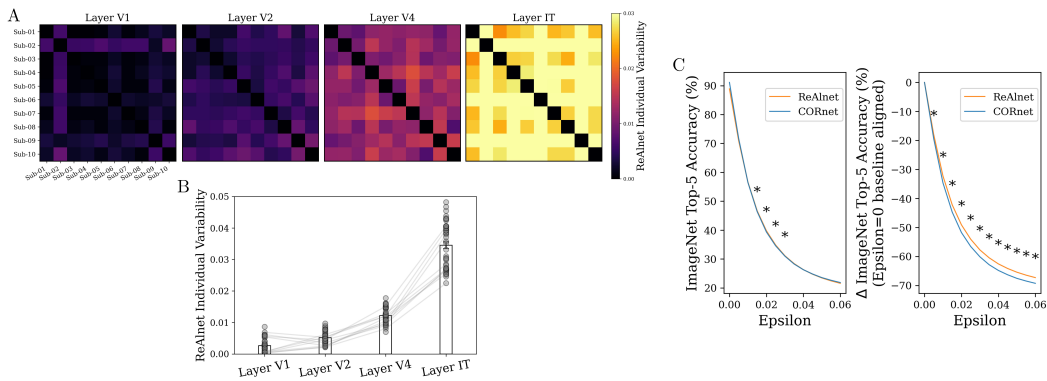 A
Layer V1
Layer V2
Layer V4
Layer IT
Sub-01
Sub-02
Sub-03
Sub-04
Sub-05
Sub-06
Sub-07
Sub-08
Sub-09
Sub-10
Sub-01
Sub-02
Sub-03
Sub-04
Sub-05
Sub-06
Sub-07
Sub-08
Sub-09
Sub-10
0.03
0.02
0.01
0.00
ReAlnet Individual Variability
B
ReAlnet Individual Variability
0.05
0.04
0.03
0.02
0.01
0.00
Layer V1
Layer V2
Layer V4
Layer IT
C
ImageNet Top-5 Accuracy (%)
90
80
70
60
50
40
30
20
ReAlnet
CORnet
* * * *
0.00
0.02
0.04
0.06
Epsilon
Δ ImageNet Top-5 Accuracy (%)
(Epsilon=0 baseline aligned)
0
−10
−20
−30
−40
−50
−60
−70
ReAlnet
CORnet
* * * * * * * * * * * *
0.00
0.02
0.04
0.06
Epsilon